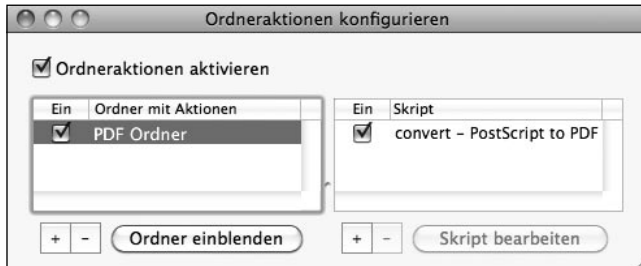 Ordneraktionen konfigurieren
Ordneraktionen aktivieren
Ein Ordner mit Aktionen
PDF Ordner
Ein Skript
convert – PostScript to PDF
+ - Ordner einblenden
+ - Skript bearbeiten